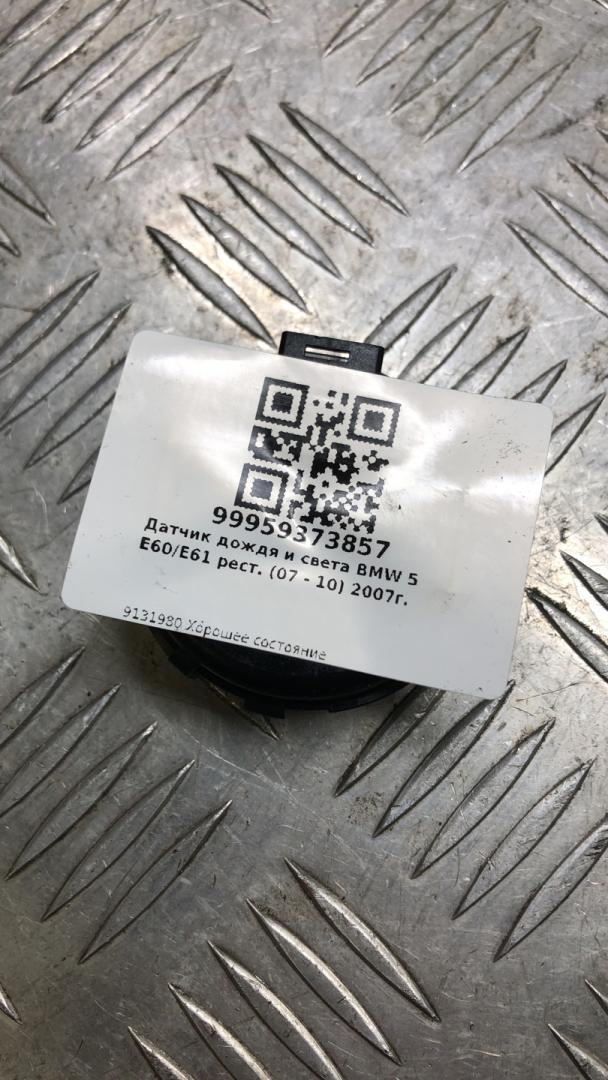 99959373857
Датчик дождя и света BMW 5
E60/E61 рест. (07 - 10) 2007г.
9131980 Хорошее состояние